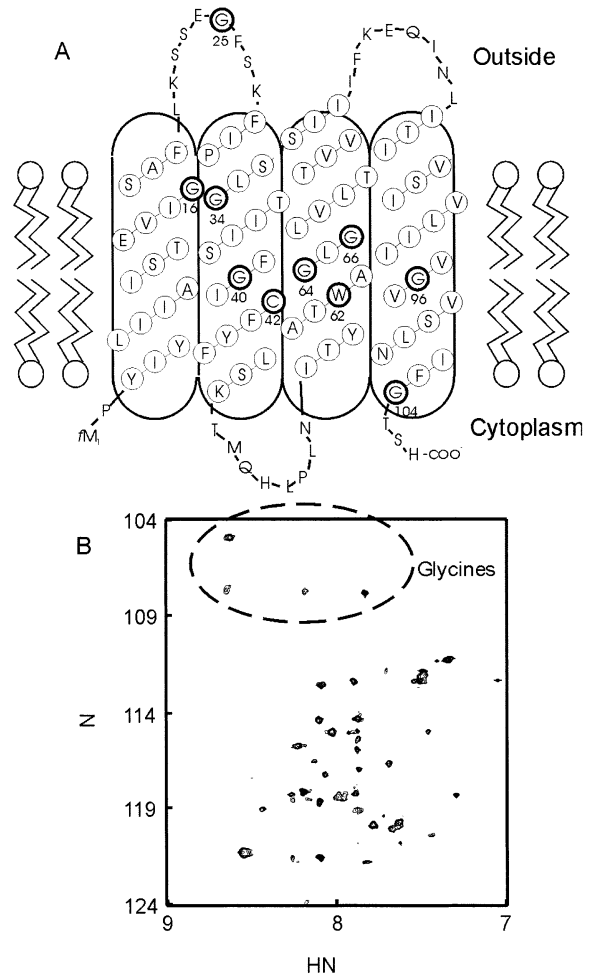 A
Outside
S S E G F S K
25
K L
F K E Q I N L
I
F A S
F I P
I I S
I T I
G I V E
16
S L G
34
V V T
V S I
T S I
T I I S
T L V L
V L I I
A I I L
F G I
40
G L G
66
64
V G V
96
Y I Y
C F Y F
42
A W T A
62
V S L N
L S K
Y T I
I F G
104
fM P
T M Q H L P L N
T S H-COO-
Cytoplasm
B
Glycines
104
109
114
119
124
N
9
8
7
HN